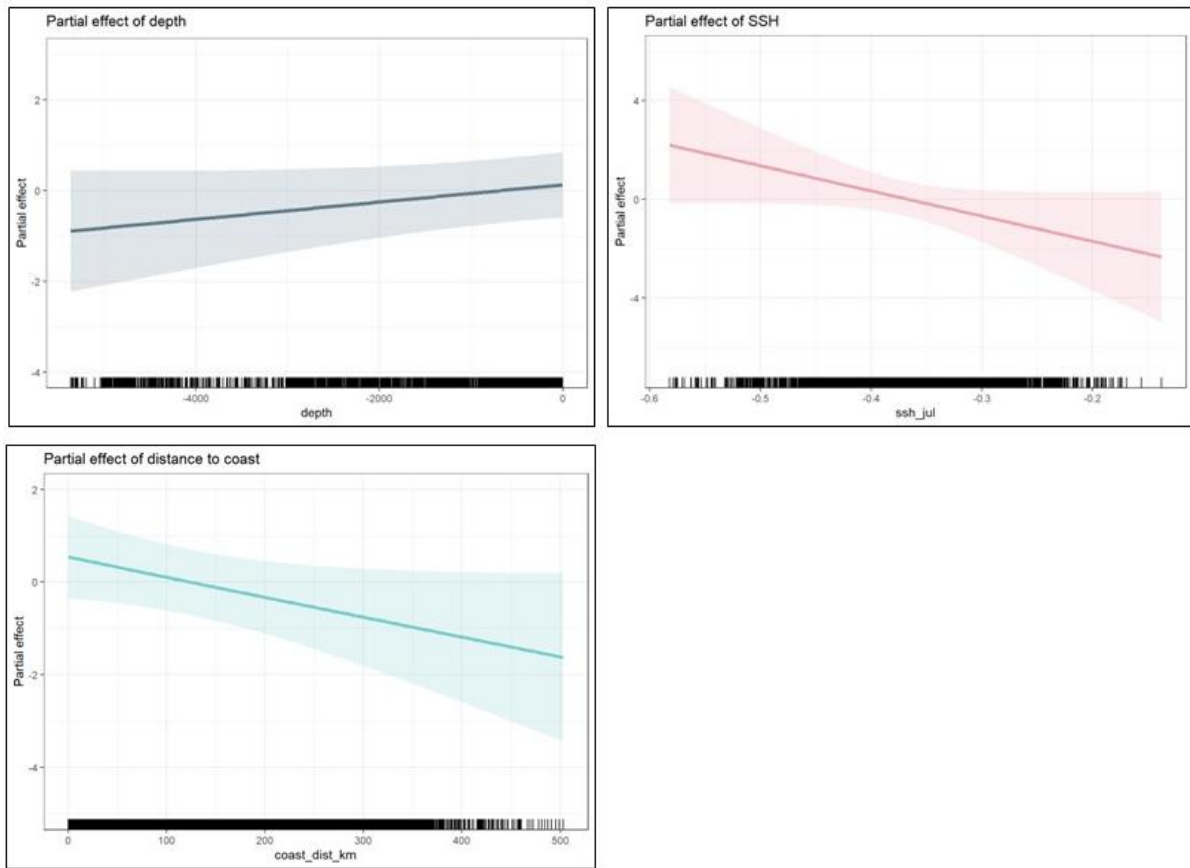 Partial effect of depth
2
0
-2
-4
Partial effect
-4000
-2000
0
depth
Partial effect of SSH
4
0
-4
Partial effect
-0.6
-0.5
-0.4
-0.3
-0.2
ssh_jul
Partial effect of distance to coast
2
0
-2
-4
Partial effect
0
100
200
300
400
500
coast_dist_km